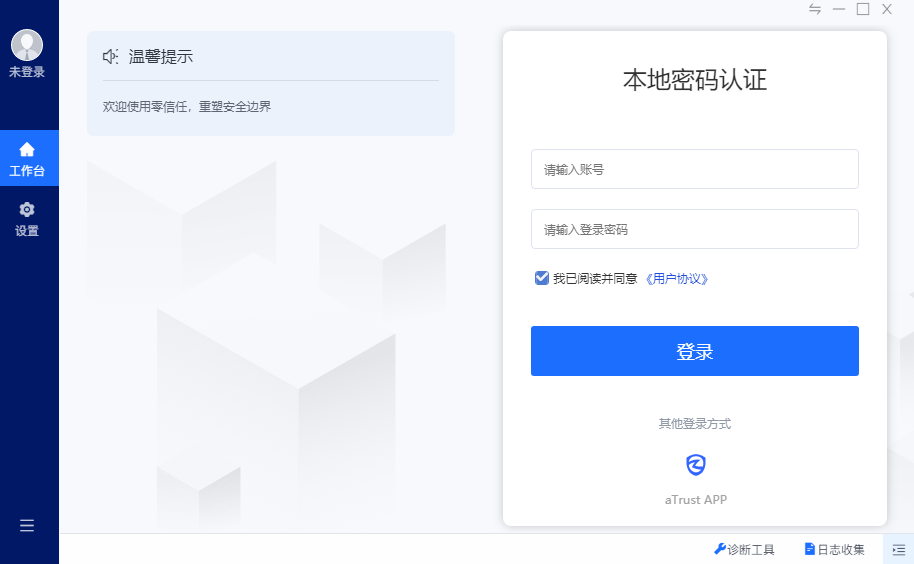 未登录
工作台
设置
温馨提示
欢迎使用零信任，重塑安全边界
本地密码认证
请输入账号
请输入登录密码
我已阅读并同意 《用户协议》
登录
其他登录方式
aTrust APP
诊断工具 日志收集